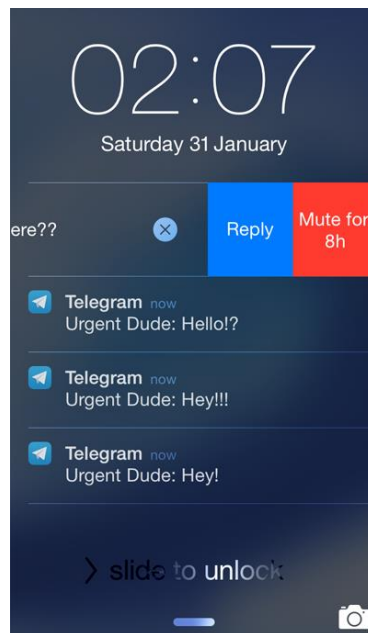 02:07
Saturday 31 January
ere??
Reply
Mute for
8h
Telegram now
Urgent Dude: Hello!?
Telegram now
Urgent Dude: Hey!!!
Telegram now
Urgent Dude: Hey!
slide to unlock